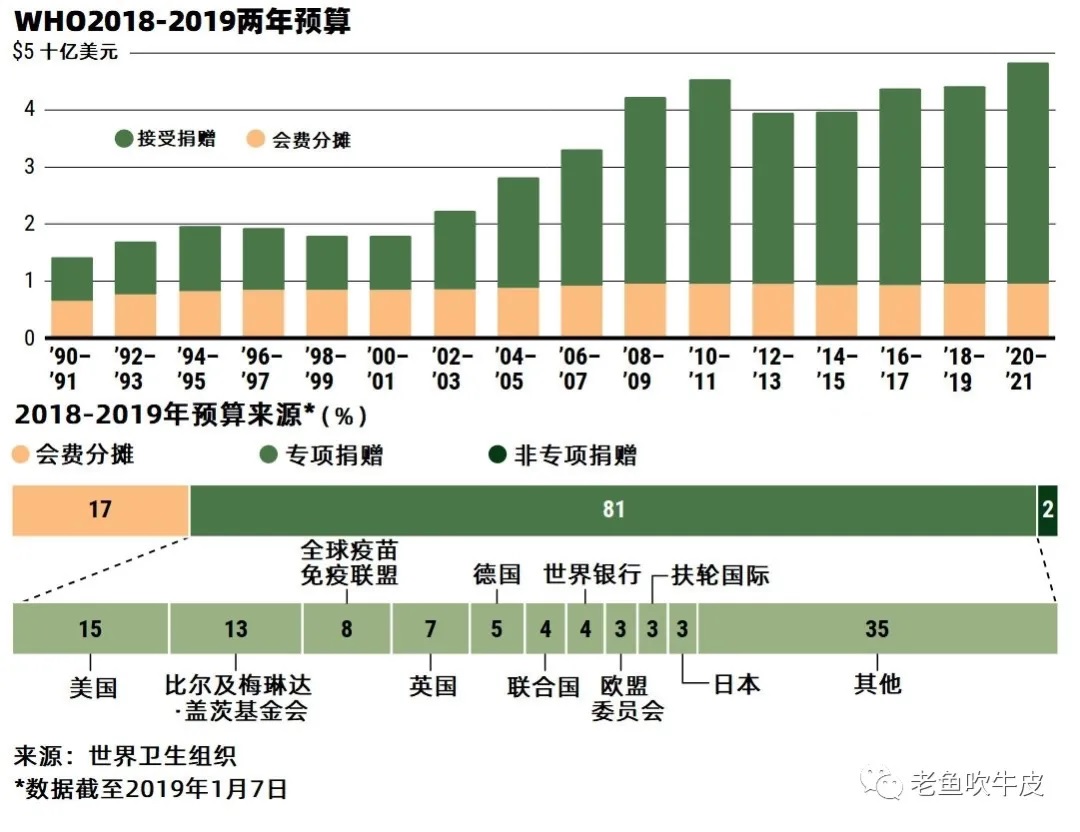 WHO2018-2019两年预算
$5 十亿美元
4
接受捐赠 会费分摊
3
2
1
0
'90– '92– '94– '96– '98– '00– '02– '04– '06– '08– '10– '12– '14– '16– '18– '20–
'91 '93 '95 '97 '99 '01 '03 '05 '07 '09 '11 '13 '15 '17 '19 '21
2018-2019年预算来源*(%)
会费分摊 专项捐赠 非专项捐赠
17 81 2
全球疫苗
免疫联盟
德国 世界银行 扶轮国际
15 13 8 7 5 4 4 3 3 3 35
美国
比尔及梅琳达
·盖茨基金会
英国
联合国
欧盟
委员会
日本
其他
来源：世界卫生组织
*数据截至2019年1月7日
老鱼吹牛皮